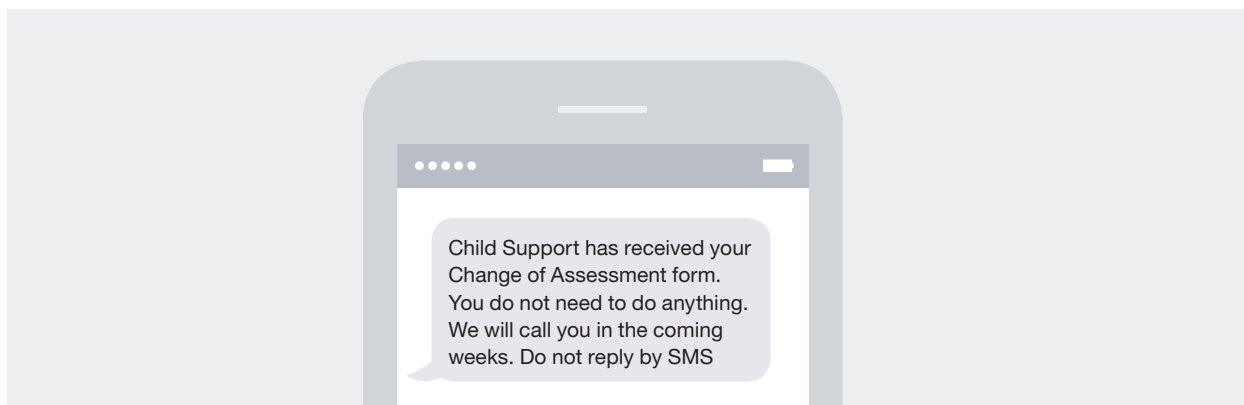 Child Support has received your
Change of Assessment form.
You do not need to do anything.
We will call you in the coming
weeks. Do not reply by SMS